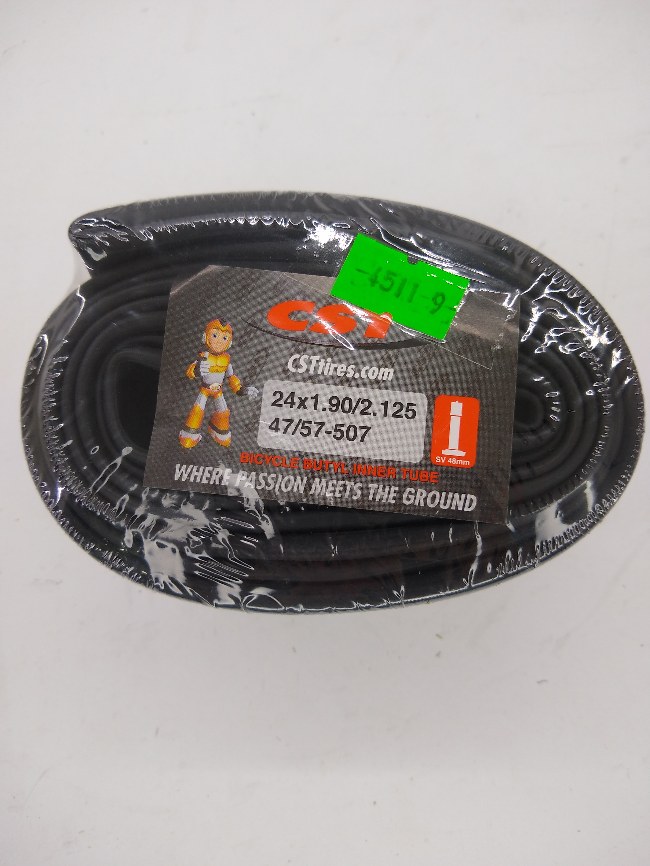 -4511-9
CST
CSTtires.com
24x1.90/2.125
47/57-507
SV 48mm
BICYCLE BUTYL INNER TUBE
WHERE PASSION MEETS THE GROUND